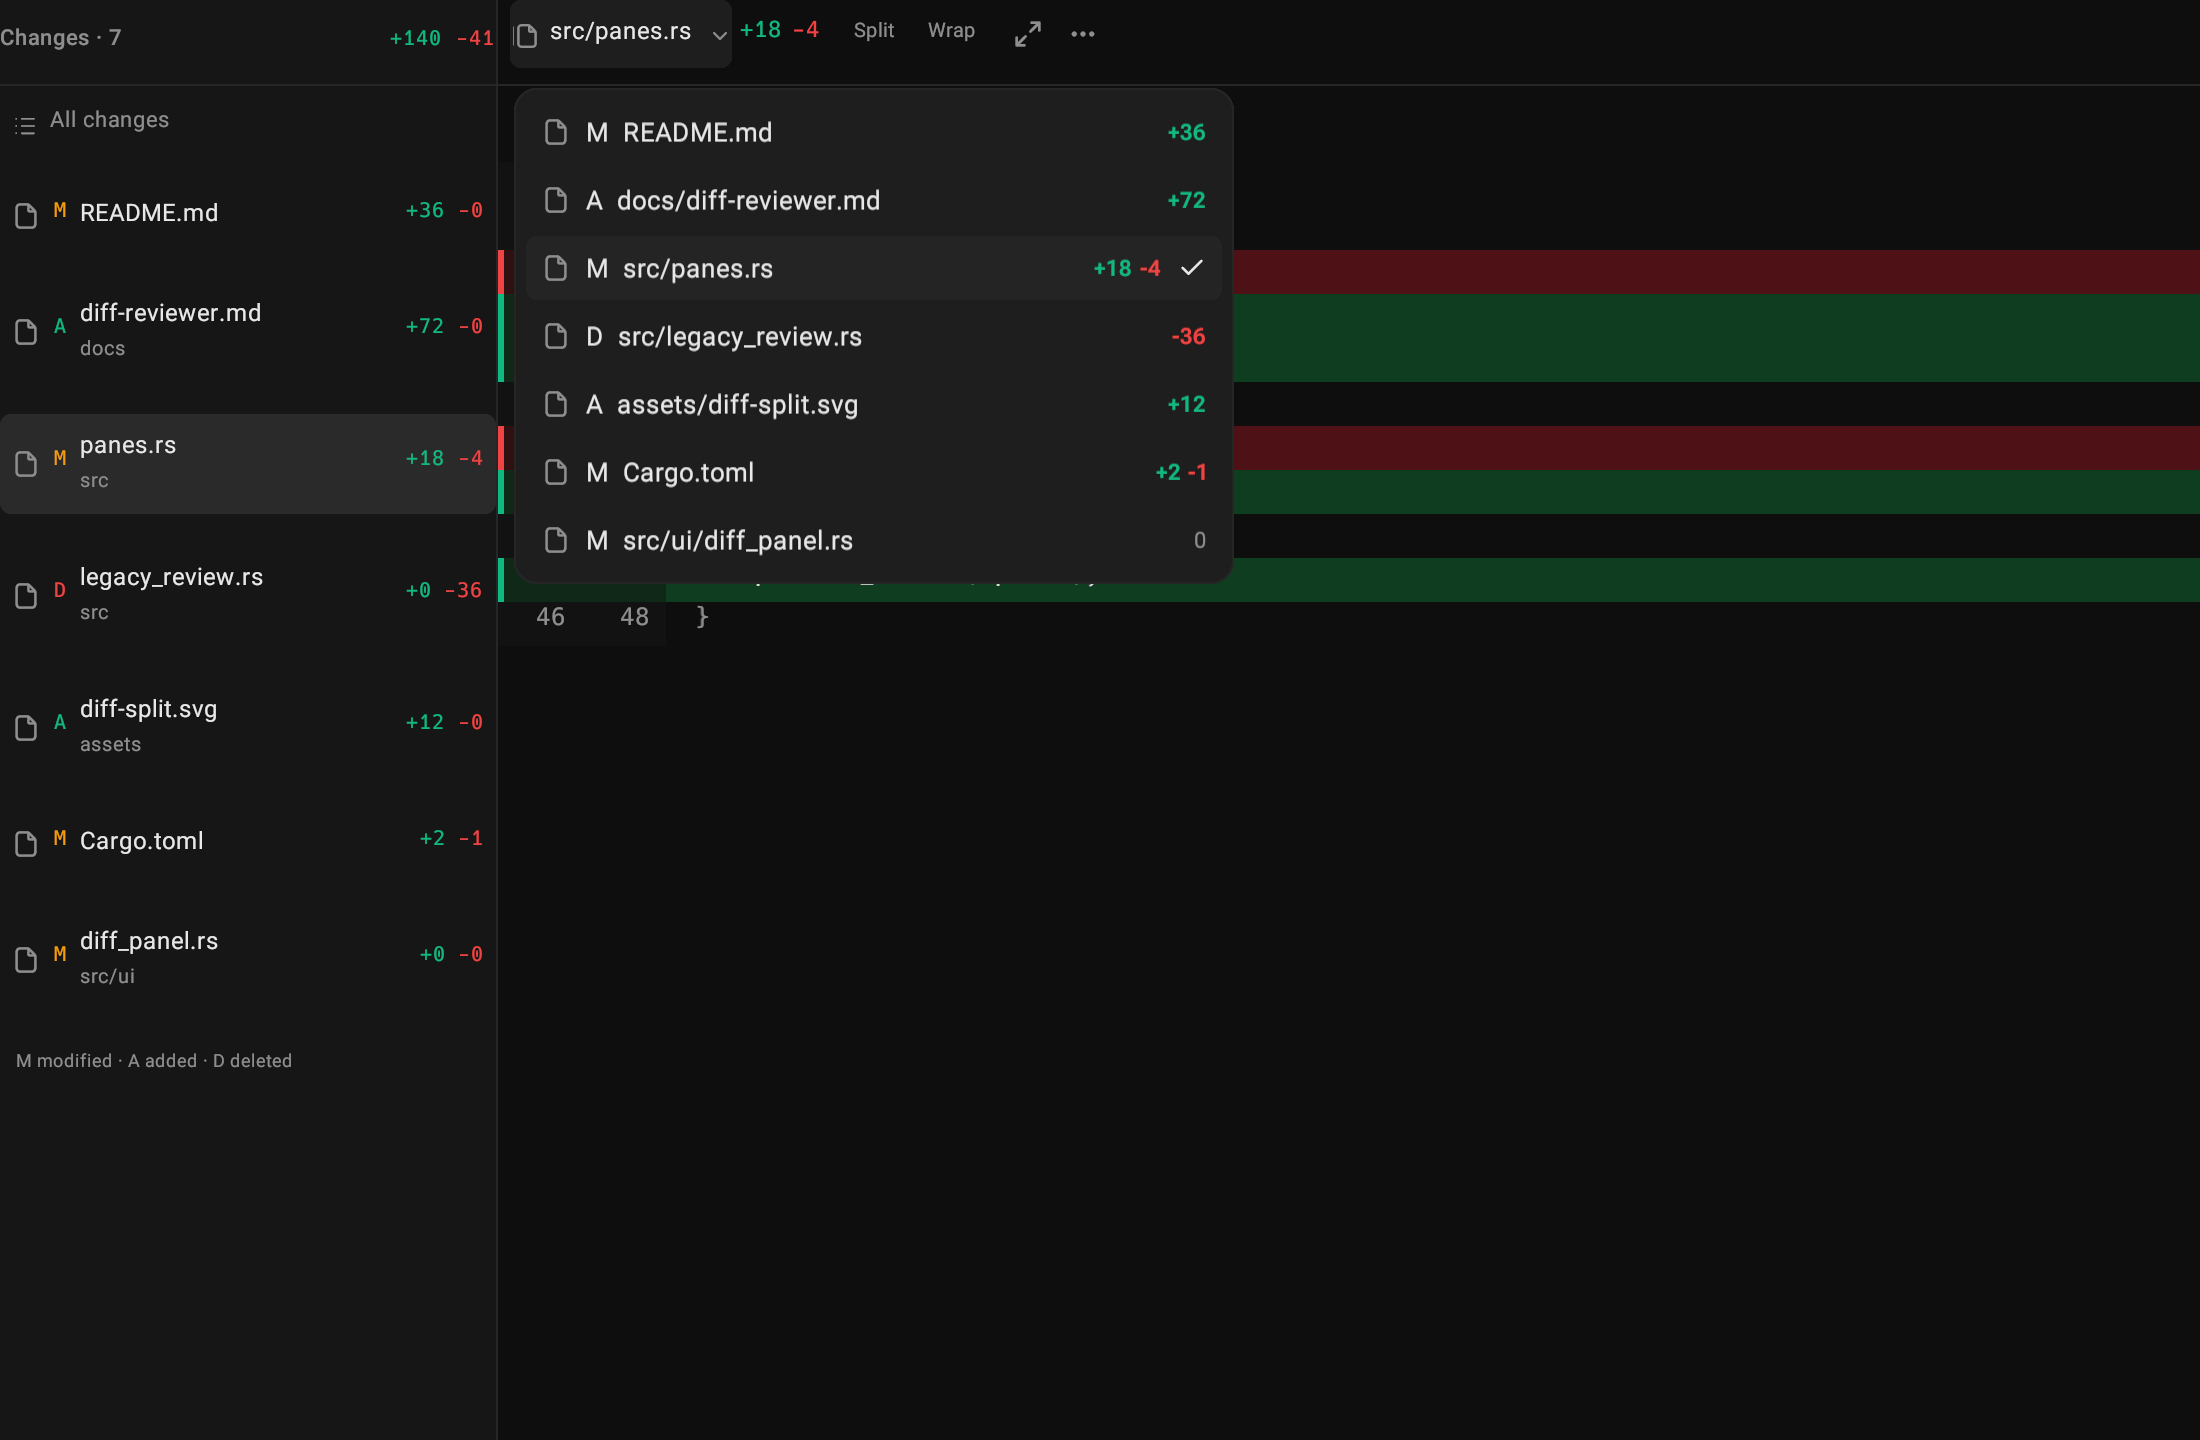 Changes · 7 +140 -41
All changes
M README.md +36 -0
A diff-reviewer.md +72 -0
docs
M panes.rs +18 -4
src
D legacy_review.rs +0 -36
src
A diff-split.svg +12 -0
assets
M Cargo.toml +2 -1
M diff_panel.rs +0 -0
src/ui
M modified · A added · D deleted
src/panes.rs +18 -4 Split Wrap
M README.md +36
A docs/diff-reviewer.md +72
M src/panes.rs +18 -4
D src/legacy_review.rs -36
A assets/diff-split.svg +12
M Cargo.toml +2 -1
M src/ui/diff_panel.rs 0
46 48 }